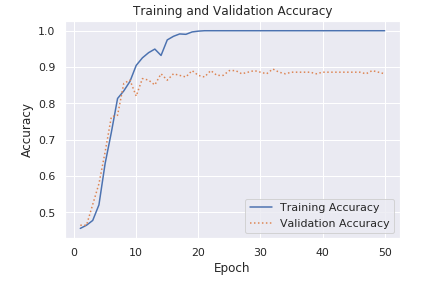 Training and Validation Accuracy
Accuracy
1.0
0.9
0.8
0.7
0.6
0.5
Training Accuracy
Validation Accuracy
0 10 20 30 40 50
Epoch